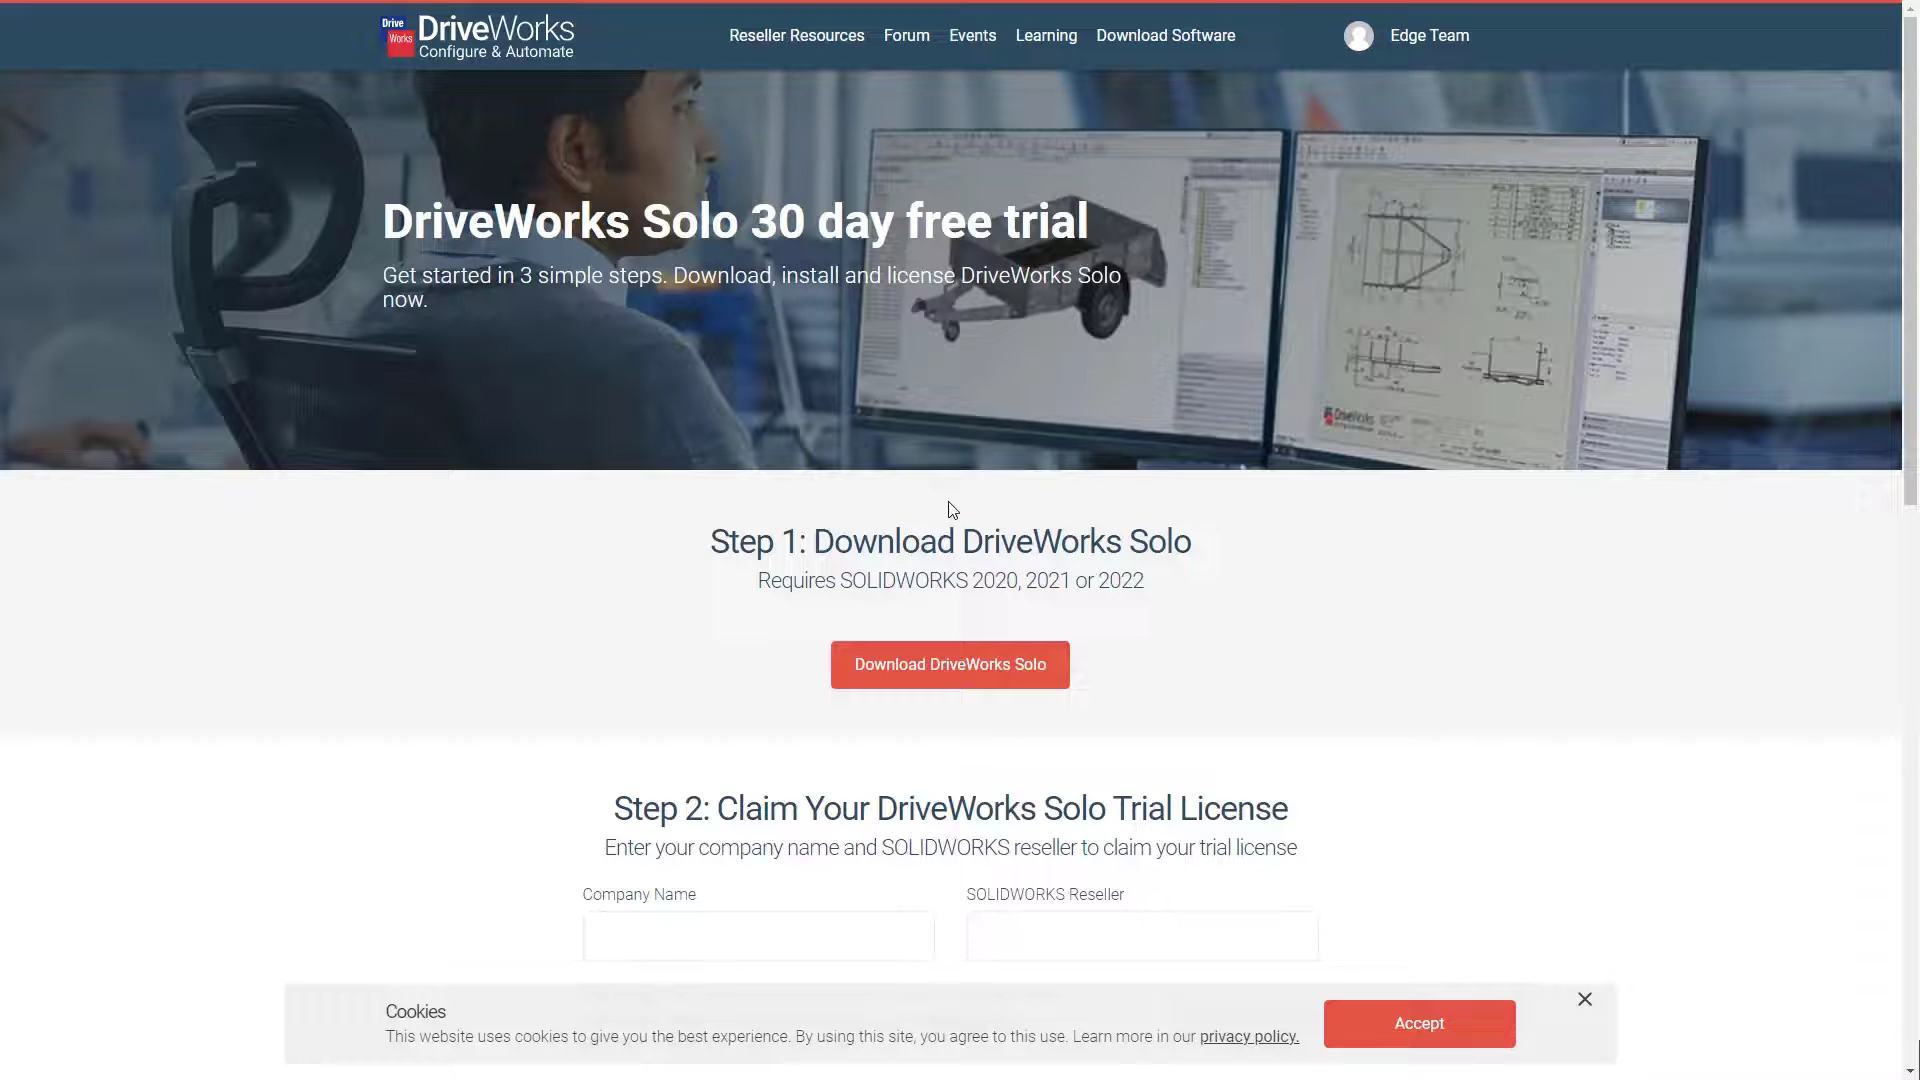 Drive
Works
DriveWorks
Configure & Automate
Reseller Resources
Forum
Events
Learning
Download Software
Edge Team
DriveWorks Solo 30 day free trial
Get started in 3 simple steps. Download, install and license DriveWorks Solo
now.
DriveWorks
Step 1: Download DriveWorks Solo
Requires SOLIDWORKS 2020, 2021 or 2022
Download DriveWorks Solo
Step 2: Claim Your DriveWorks Solo Trial License
Enter your company name and SOLIDWORKS reseller to claim your trial license
Company Name
SOLIDWORKS Reseller
Cookies
This website uses cookies to give you the best experience. By using this site, you agree to this use. Learn more in our privacy policy.
Accept